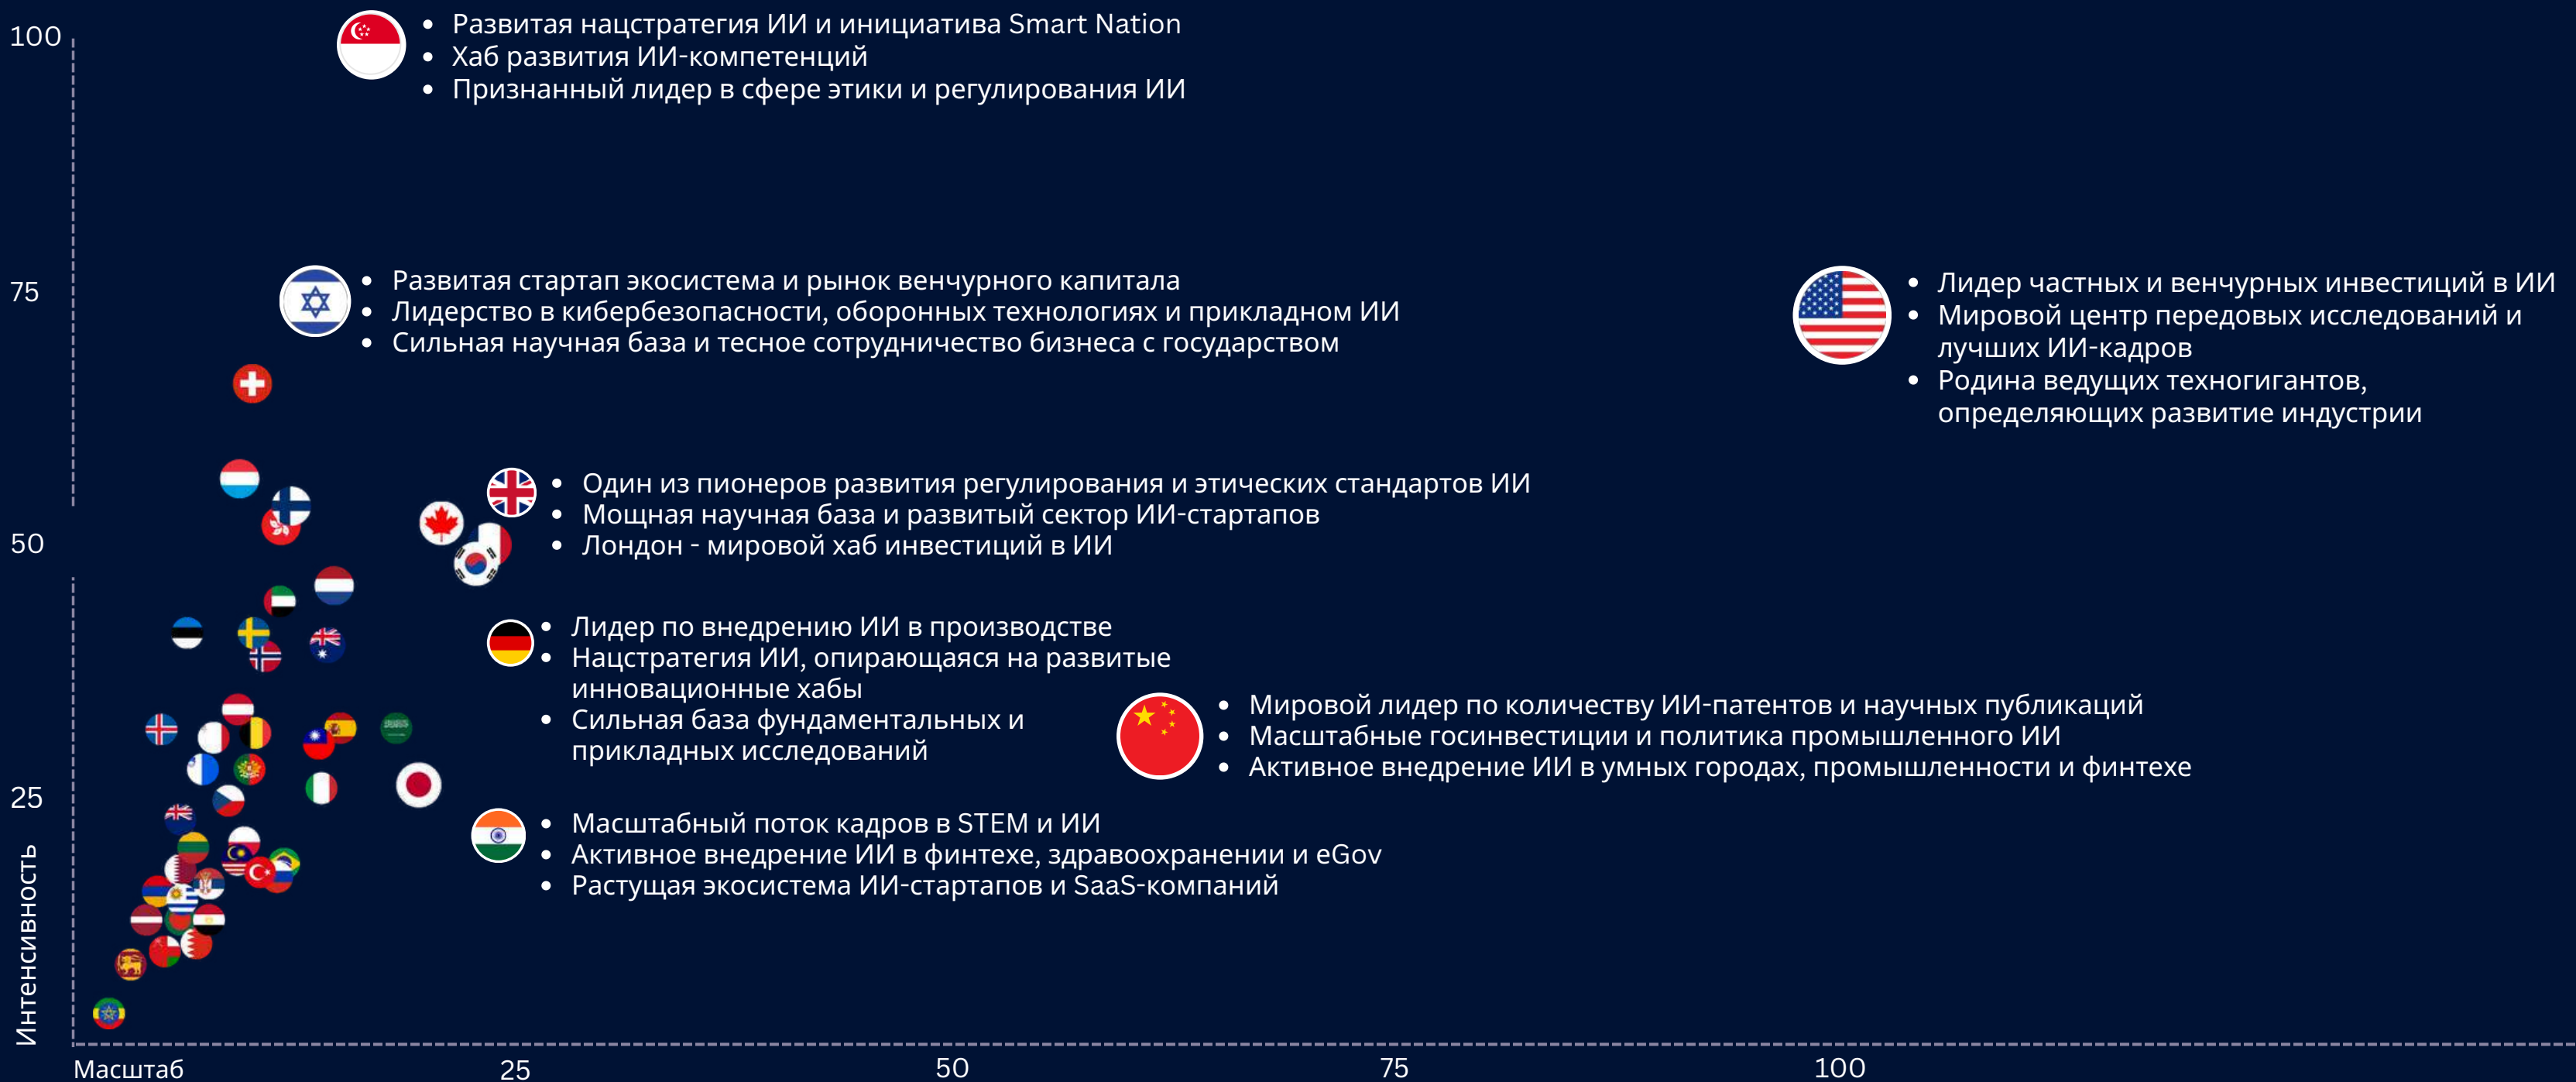 100
• Развитая нацстратегия ИИ и инициатива Smart Nation
• Хаб развития ИИ-компетенций
• Признанный лидер в сфере этики и регулирования ИИ
75
• Развитая стартап экосистема и рынок венчурного капитала
• Лидерство в кибербезопасности, оборонных технологиях и прикладном ИИ
• Сильная научная база и тесное сотрудничество бизнеса с государством
• Лидер частных и венчурных инвестиций в ИИ
• Мировой центр передовых исследований и
лучших ИИ-кадров
• Родина ведущих техногигантов,
определяющих развитие индустрии
• Один из пионеров развития регулирования и этических стандартов ИИ
• Мощная научная база и развитый сектор ИИ-стартапов
• Лондон - мировой хаб инвестиций в ИИ
50
• Лидер по внедрению ИИ в производстве
• Нацстратегия ИИ, опирающаяся на развитые
инновационные хабы
• Сильная база фундаментальных и
прикладных исследований
• Мировой лидер по количеству ИИ-патентов и научных публикаций
• Масштабные госинвестиции и политика промышленного ИИ
• Активное внедрение ИИ в умных городах, промышленности и финтехе
25
• Масштабный поток кадров в STEM и ИИ
• Активное внедрение ИИ в финтехе, здравоохранении и eGov
• Растущая экосистема ИИ-стартапов и SaaS-компаний
Интенсивность
Масштаб
25
50
75
100